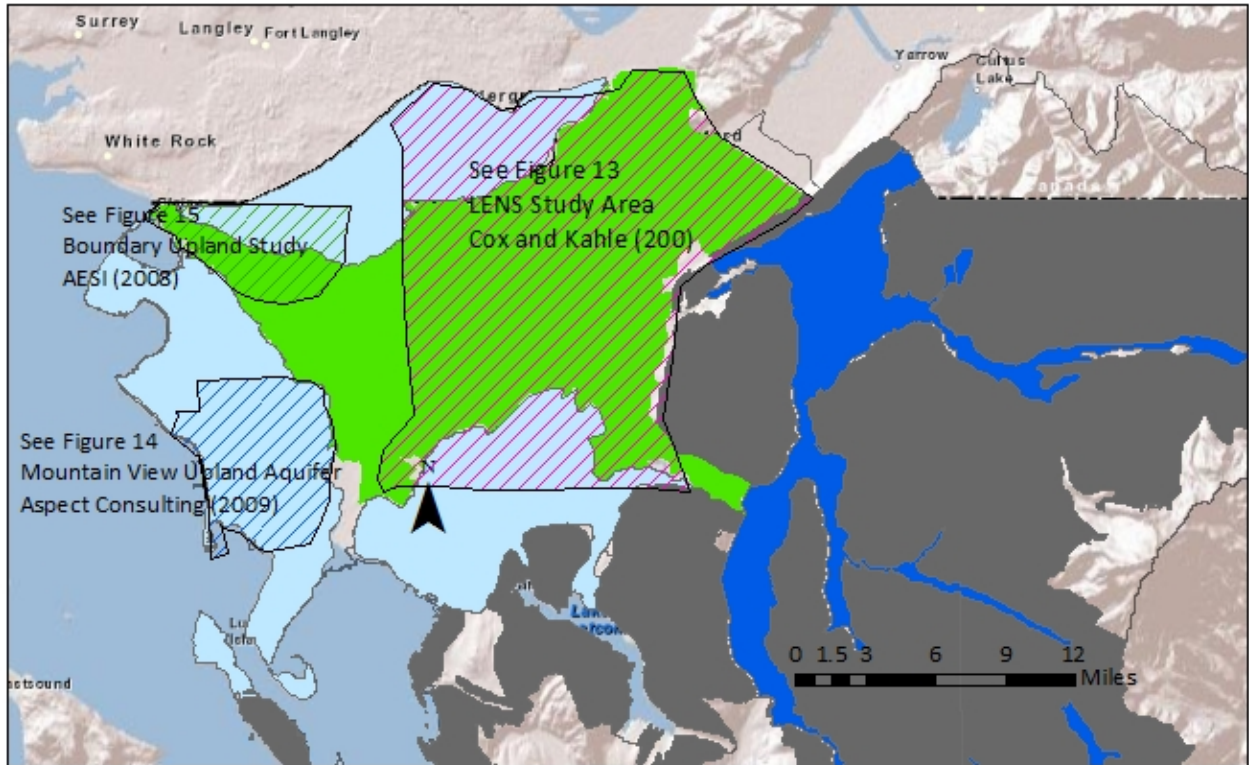 Surrey
Langley
Fort Langley
Yarrow
Cultus
Lake
White Rock
See Figure 13
LENS Study Area
Cox and Kahle (200)
Canada
See Figure 15
Boundary Upland Study
AESI (2008)
See Figure 14
Mountain View Upland Aquifer
Aspect Consulting (2009)
N
0 1.5 3 6 9 12
Miles